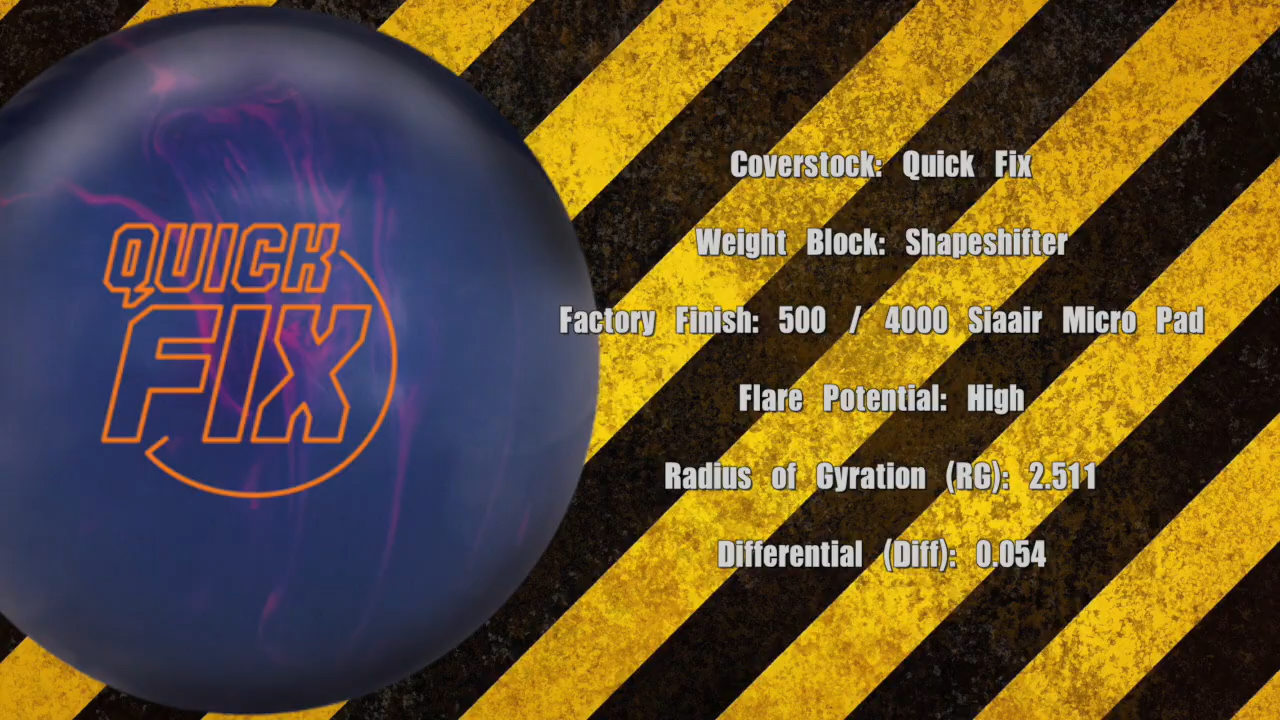 QUICK
FIX
Coverstock: Quick Fix
Weight Block: Shapeshifter
Factory Finish: 500 / 4000 Siaair Micro Pad
Flare Potential: High
Radius of Gyration (RG): 2.511
Differential (Diff): 0.054